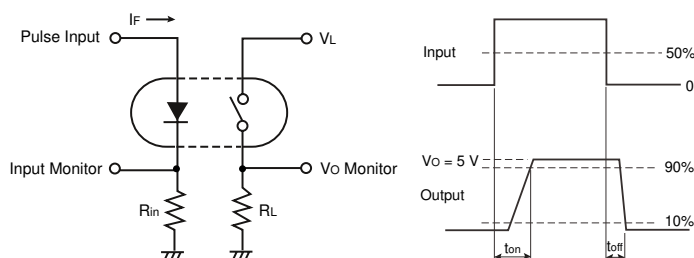 IF
Pulse Input
VL
Input Monitor
VO Monitor
Rin
RL
Input
50%
0
VO = 5 V
90%
Output
10%
ton
toff